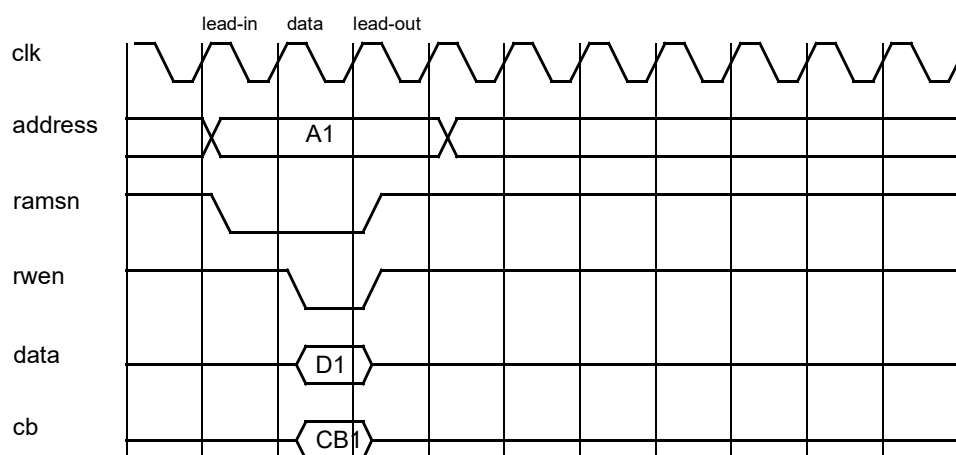 lead-in data lead-out
clk
address A1
ramsn
rwen
data D1
cb CB1